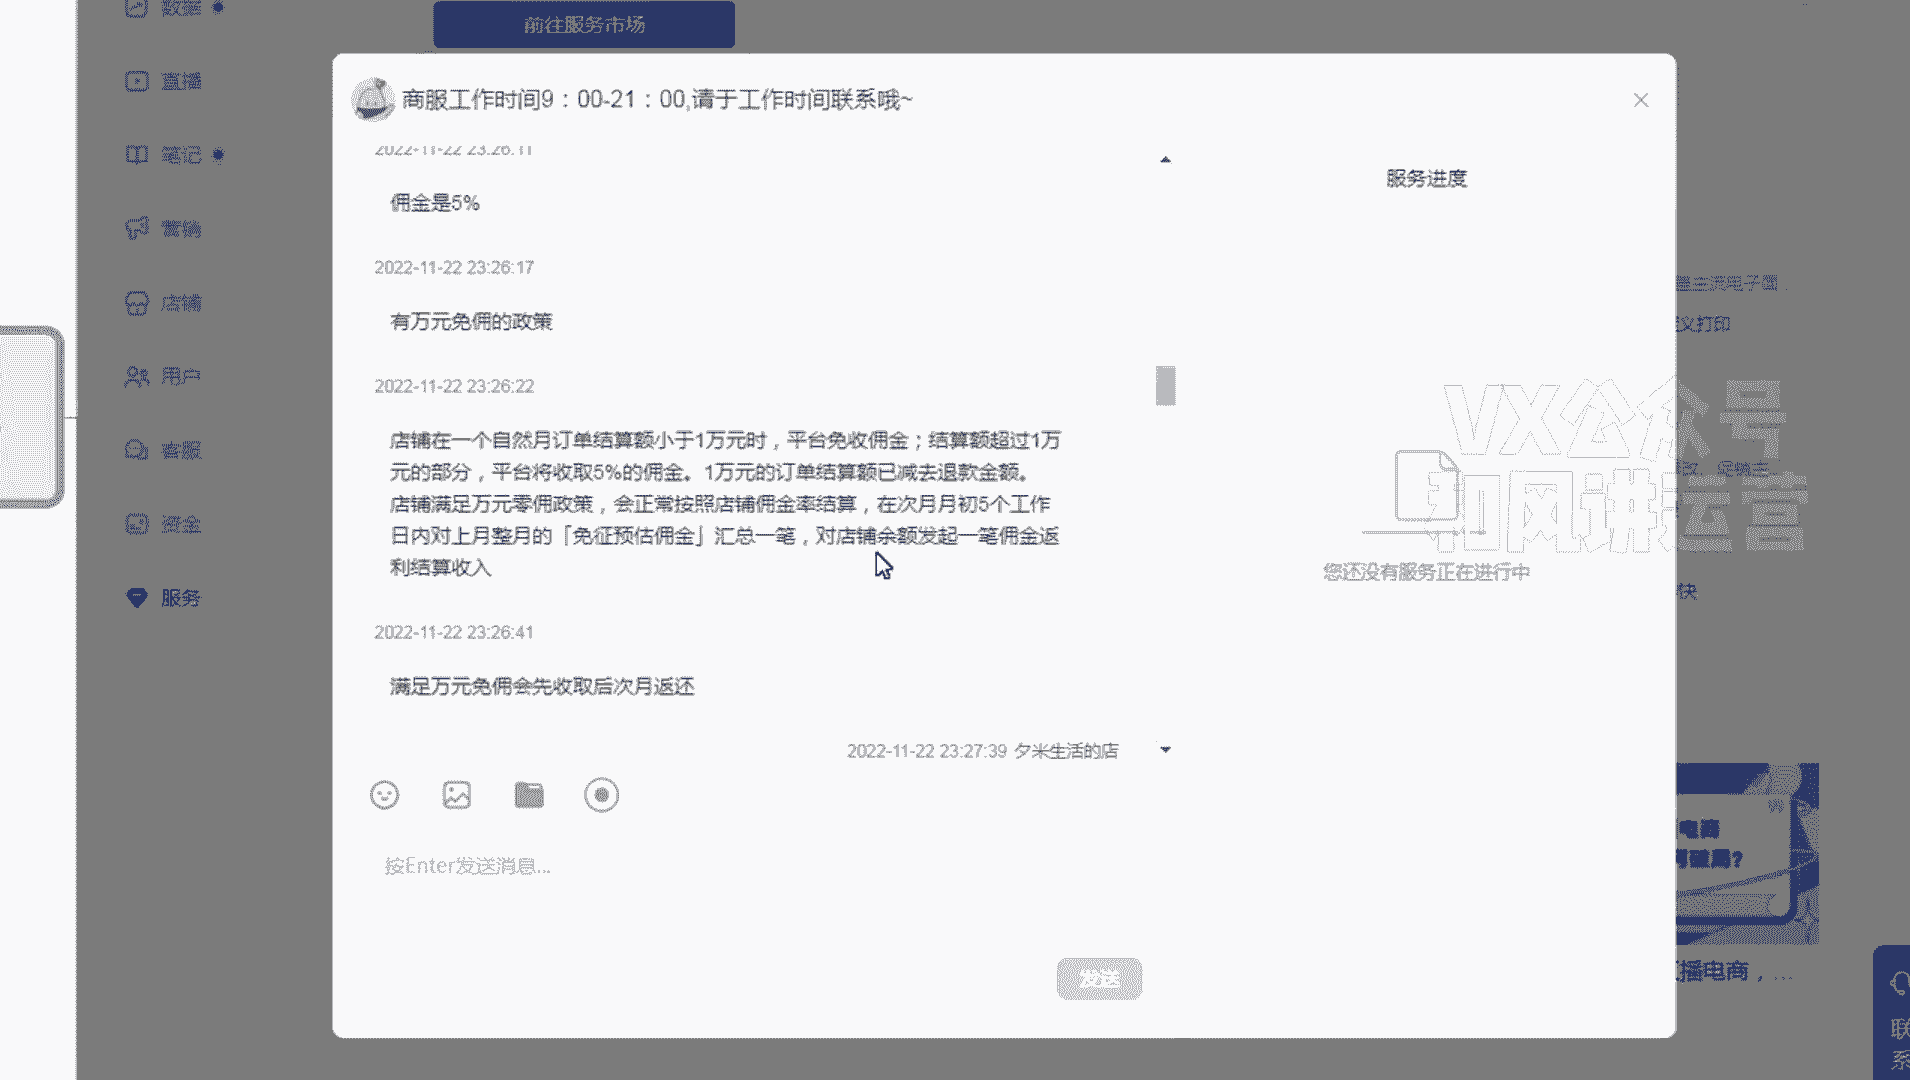 数据
前往服务市场
直播
笔记
营销
店铺
用户
客服
资金
服务
商服工作时间9：00-21：00,请于工作时间联系哦~
2022-11-22 23:26:11
佣金是5%
2022-11-22 23:26:17
有万元免佣的政策
2022-11-22 23:26:22
店铺在一个自然月订单结算额小于1万元时，平台免收佣金；结算额超过1万
元的部分，平台将收取5%的佣金。1万元的订单结算额已减去退款金额。
店铺满足万元零佣政策，会正常按照店铺佣金率结算，在次月月初5个工作
日内对上月整月的「免征预估佣金」汇总一笔，对店铺余额发起一笔佣金返
利结算收入
2022-11-22 23:26:41
满足万元免佣会先收取后次月返还
2022-11-22 23:27:39 夕米生活的店
按Enter发送消息...
发送
服务进度
您还没有服务正在进行中
VX公众号
和风讲运营
义打印
快
电商
播电商，...
联
系